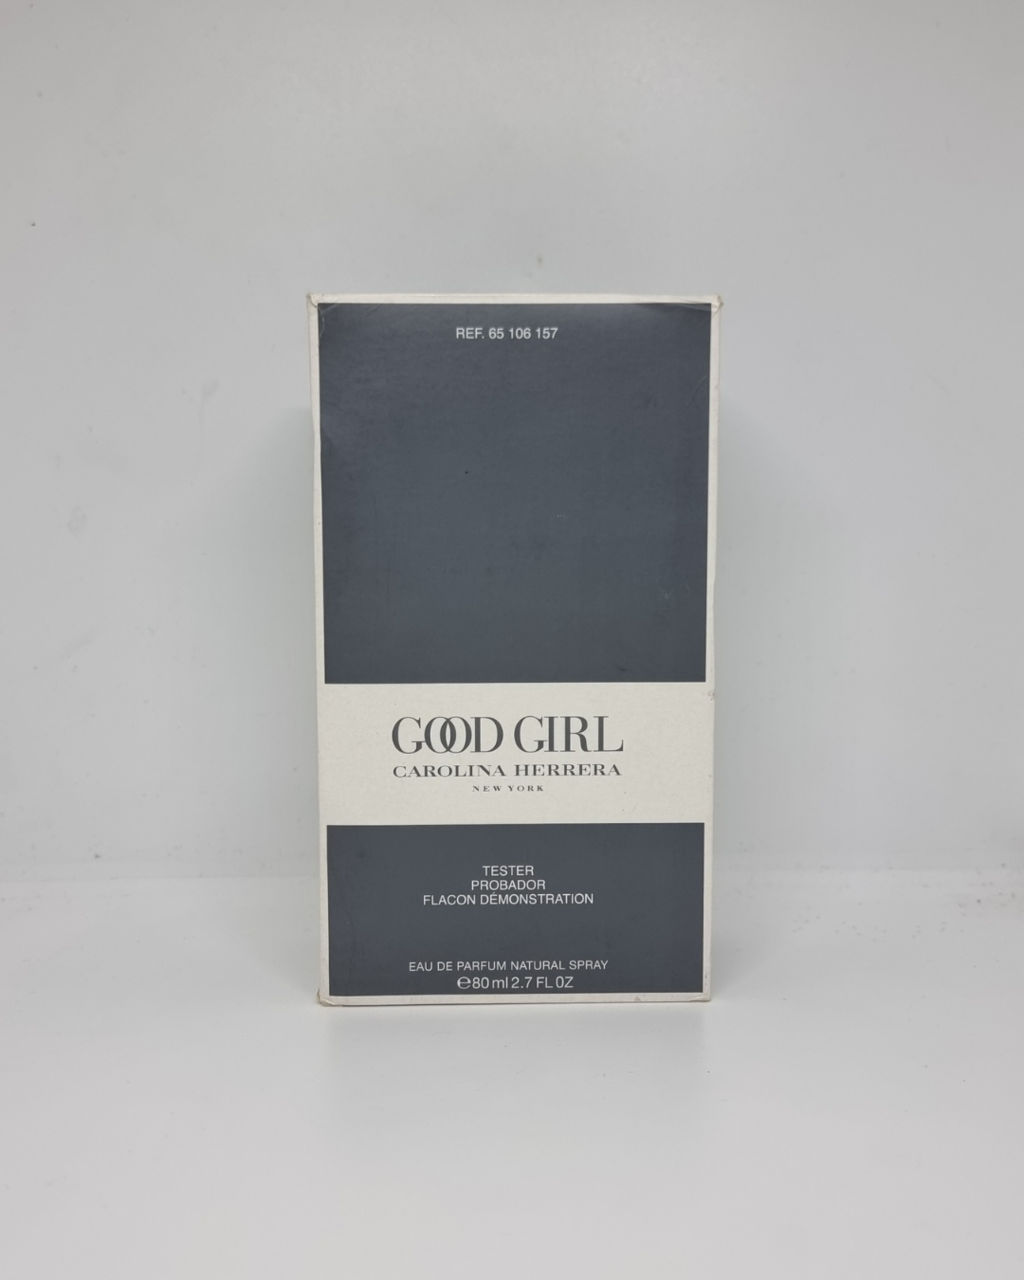 REF. 65 106 157
GOOD GIRL
CAROLINA HERRERA
NEW YORK
TESTER
PROBADOR
FLACON DÉMONSTRATION
EAU DE PARFUM NATURAL SPRAY
℮80 ml 2.7 FL OZ